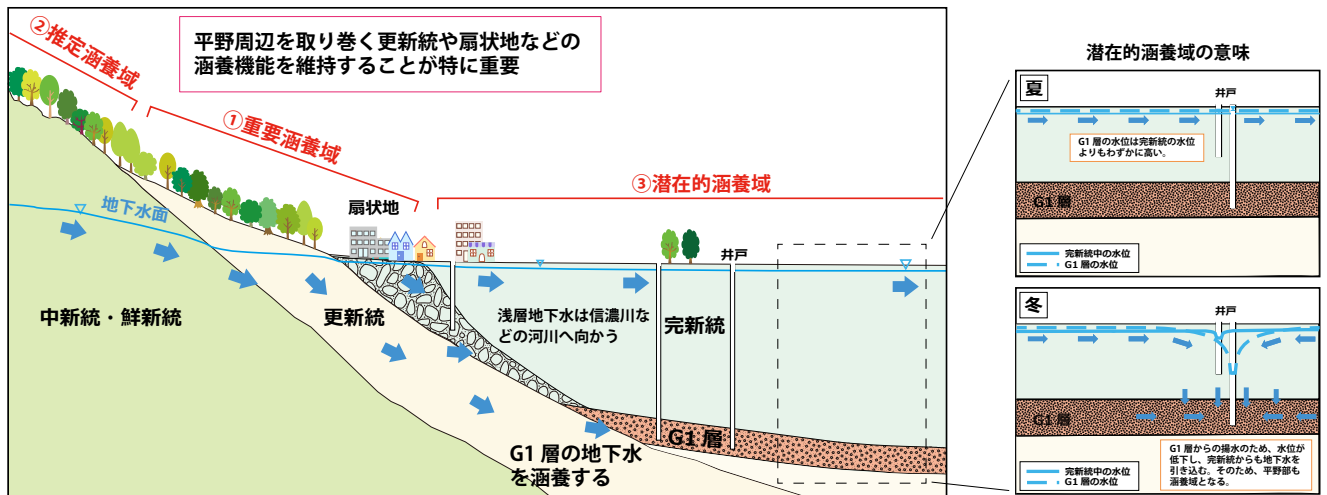 平野周辺を取り巻く更新統や扇状地などの
涵養機能を維持することが特に重要
②推定涵養域
①重要涵養域
③潜在的涵養域
地下水面
扇状地
井戸
中新統・鮮新統
更新統
浅層地下水は信濃川な
どの河川へ向かう
完新統
G1 層
G1 層の地下水
を涵養する
潜在的涵養域の意味
夏
井戸
G1 層の水位は完新統の水位
よりもわずかに高い。
G1 層
完新統中の水位
G1 層の水位
冬
井戸
G1 層
G1 層からの揚水のため、水位が
低下し、完新統からも地下水を
引き込む。そのため、平野部も
涵養域となる。
完新統中の水位
G1 層の水位